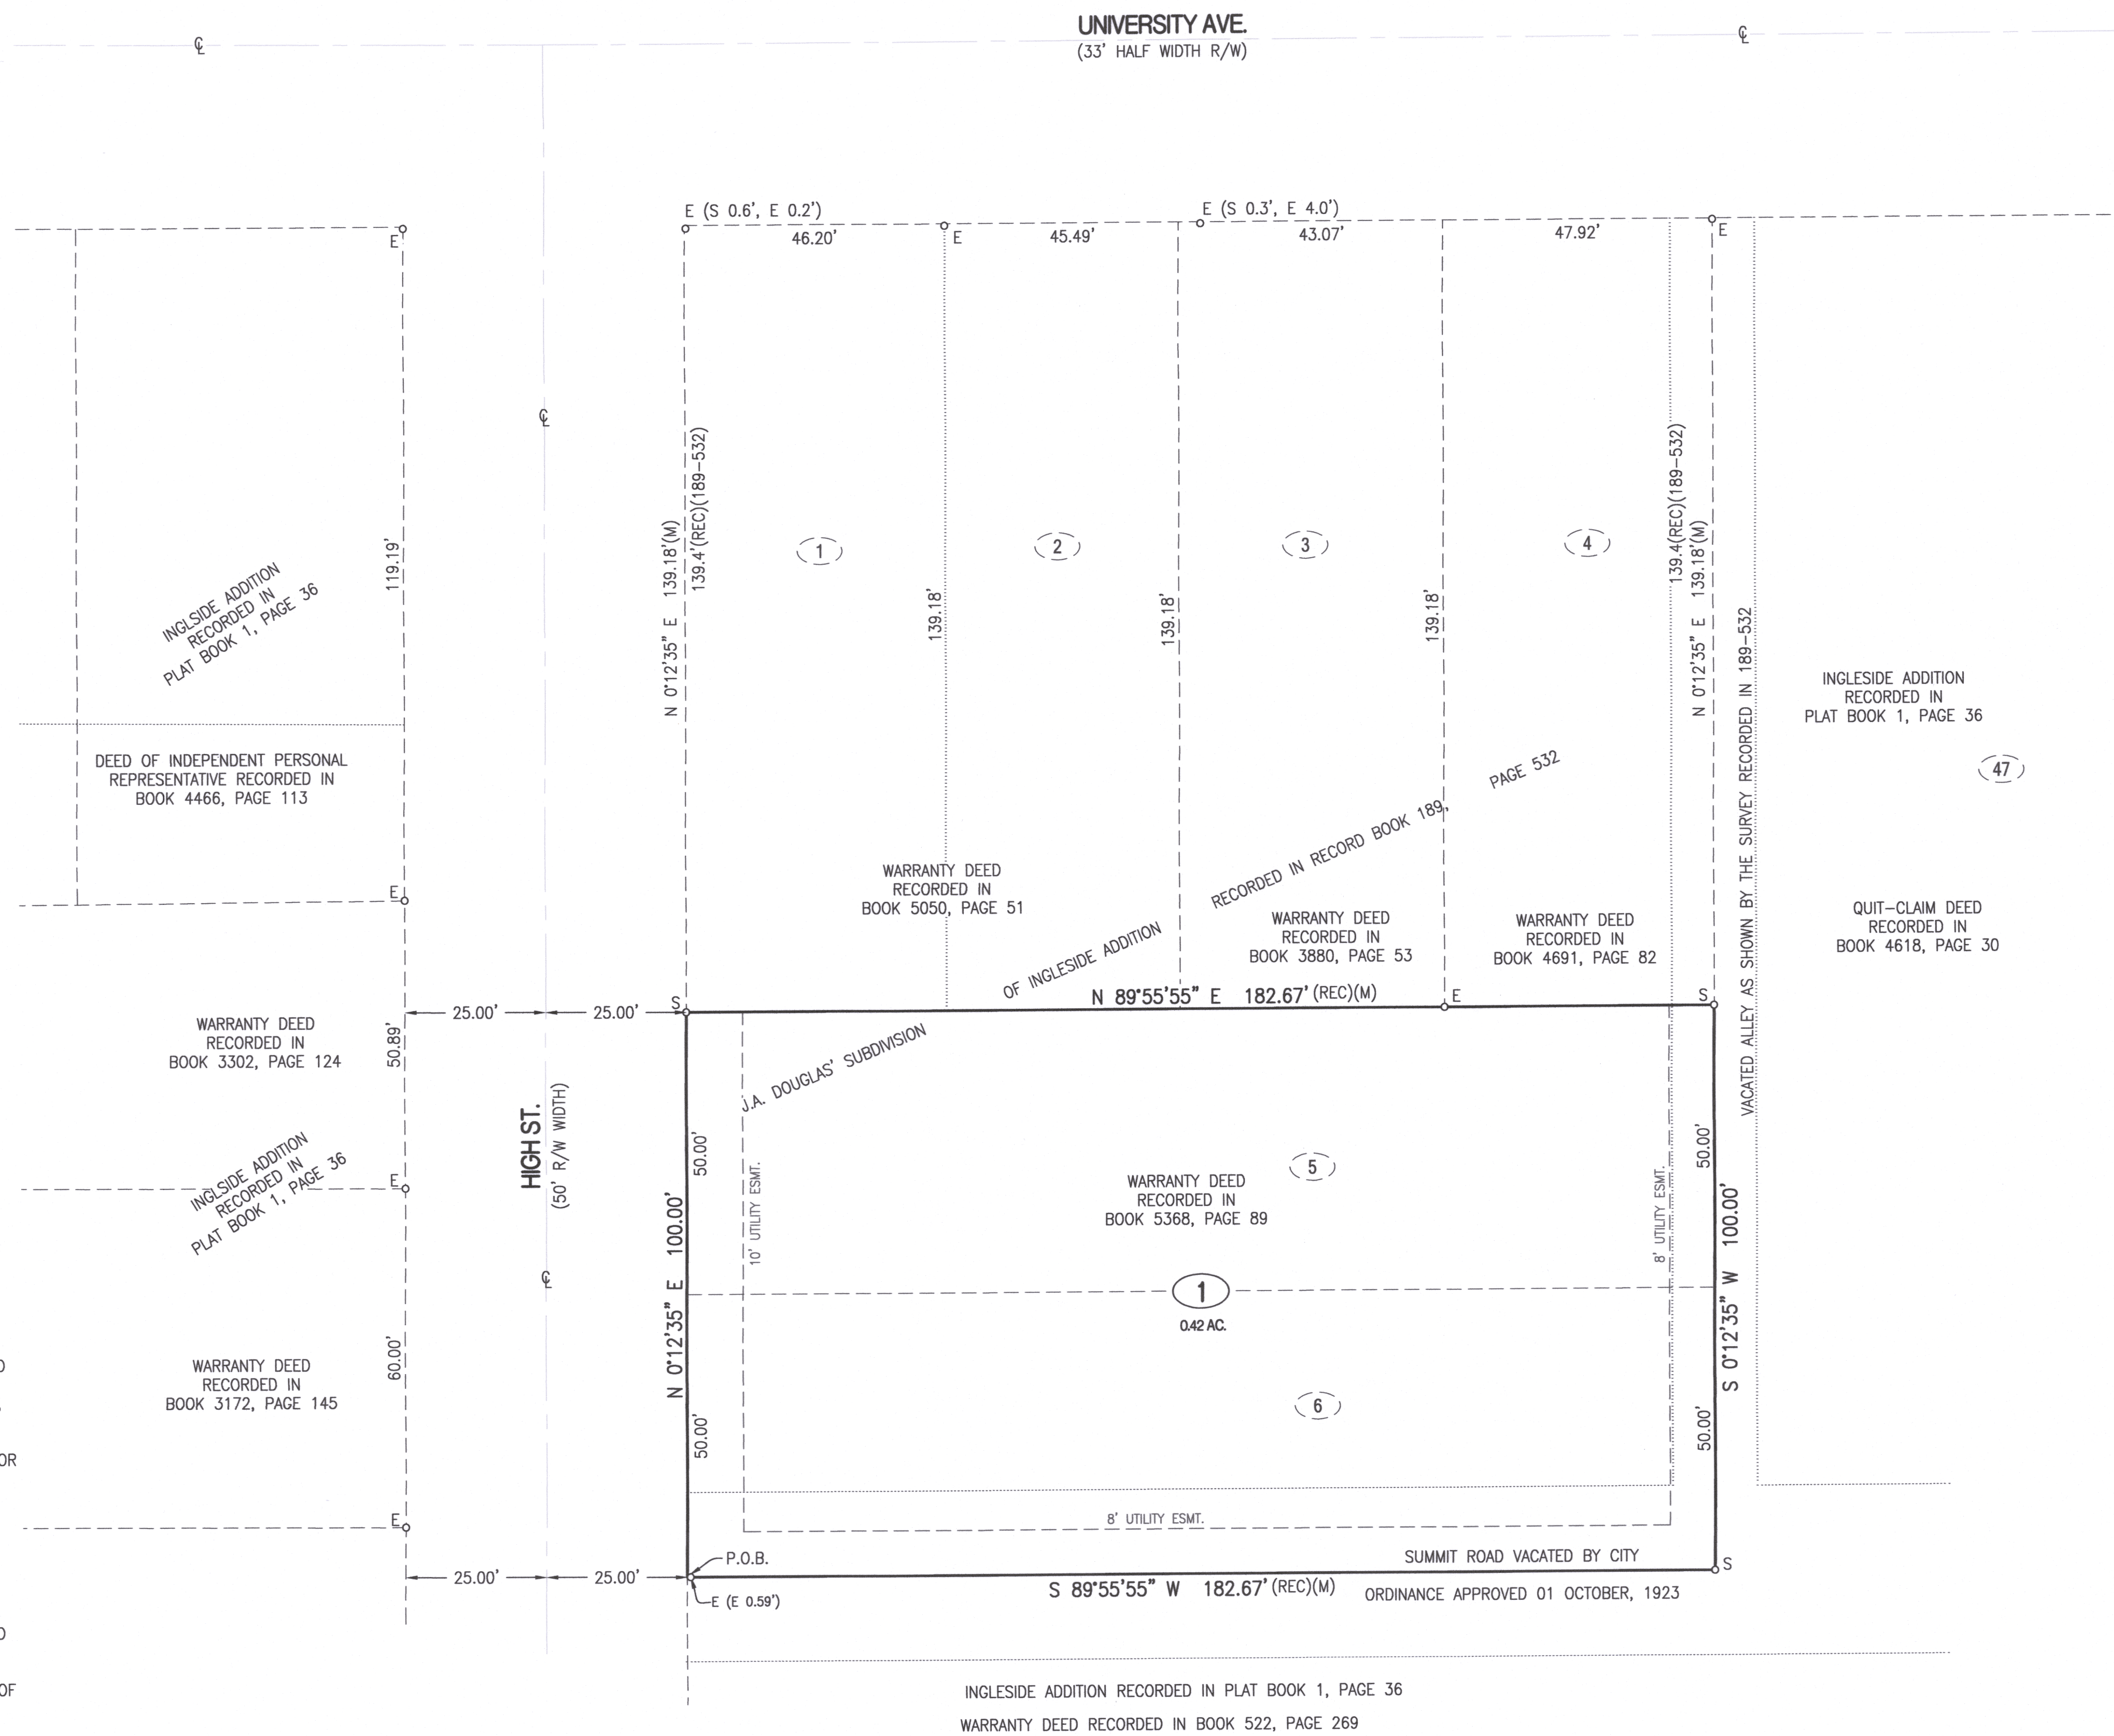 UNIVERSITY AVE.
(33' HALF WIDTH R/W)
℄
℄
E (S 0.6', E 0.2')
E (S 0.3', E 4.0')
46.20'
45.49'
43.07'
47.92'
E
E
E
℄
119.19'
INGLSIDE ADDITION
RECORDED IN
PLAT BOOK 1, PAGE 36
N 0°12'35" E 139.18'(M)
139.4'(REC)(189-532)
1
2
3
4
139.18'
139.18'
139.18'
139.4(REC)(189-532)
N 0°12'35" E 139.18'(M)
VACATED ALLEY AS SHOWN BY THE SURVEY RECORDED IN 189-532
INGLESIDE ADDITION
RECORDED IN
PLAT BOOK 1, PAGE 36
47
DEED OF INDEPENDENT PERSONAL
REPRESENTATIVE RECORDED IN
BOOK 4466, PAGE 113
E
WARRANTY DEED
RECORDED IN
BOOK 5050, PAGE 51
J.A. DOUGLAS' SUBDIVISION
OF INGLESIDE ADDITION
RECORDED IN RECORD BOOK 189,
PAGE 532
WARRANTY DEED
RECORDED IN
BOOK 3880, PAGE 53
WARRANTY DEED
RECORDED IN
BOOK 4691, PAGE 82
QUIT-CLAIM DEED
RECORDED IN
BOOK 4618, PAGE 30
25.00'
25.00'
S
N 89°55'55" E 182.67' (REC)(M)
E
S
WARRANTY DEED
RECORDED IN
BOOK 3302, PAGE 124
50.89'
HIGH ST.
(50' R/W WIDTH)
INGLSIDE ADDITION
RECORDED IN
PLAT BOOK 1, PAGE 36
E
℄
50.00'
10' UTILITY ESMT.
N 0°12'35" E 100.00'
WARRANTY DEED
RECORDED IN
BOOK 5368, PAGE 89
5
8' UTILITY ESMT.
50.00'
S 0°12'35" W 100.00'
1
0.42 AC.
WARRANTY DEED
RECORDED IN
BOOK 3172, PAGE 145
60.00'
50.00'
6
50.00'
OR
E
8' UTILITY ESMT.
P.O.B.
SUMMIT ROAD VACATED BY CITY
S
25.00'
25.00'
E (E 0.59')
S 89°55'55" W 182.67' (REC)(M)
ORDINANCE APPROVED 01 OCTOBER, 1923
OF
INGLESIDE ADDITION RECORDED IN PLAT BOOK 1, PAGE 36
WARRANTY DEED RECORDED IN BOOK 522, PAGE 269